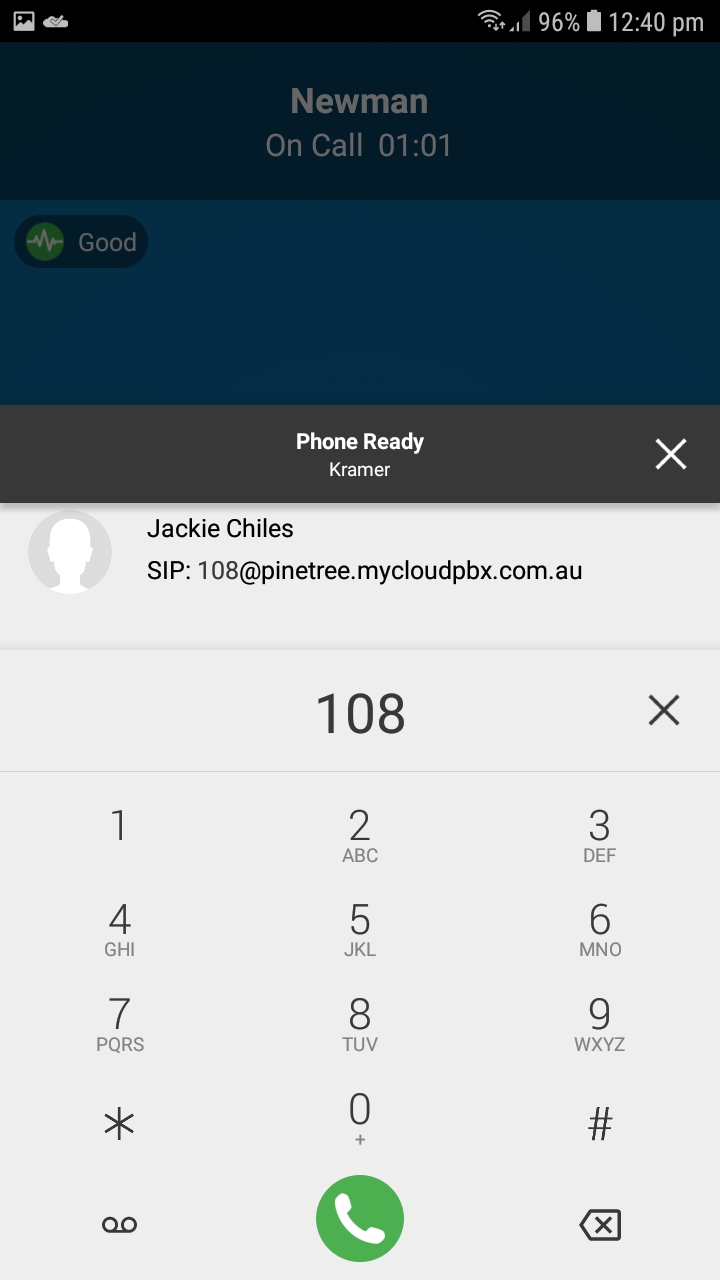 96% 12:40 pm
Newman
On Call 01:01
Good
Phone Ready
Kramer
Jackie Chiles
SIP: 108@pinetree.mycloudpbx.com.au
108
1 2 3
ABC DEF
4 5 6
GHI JKL MNO
7 8 9
PQRS TUV WXYZ
* 0 #
+